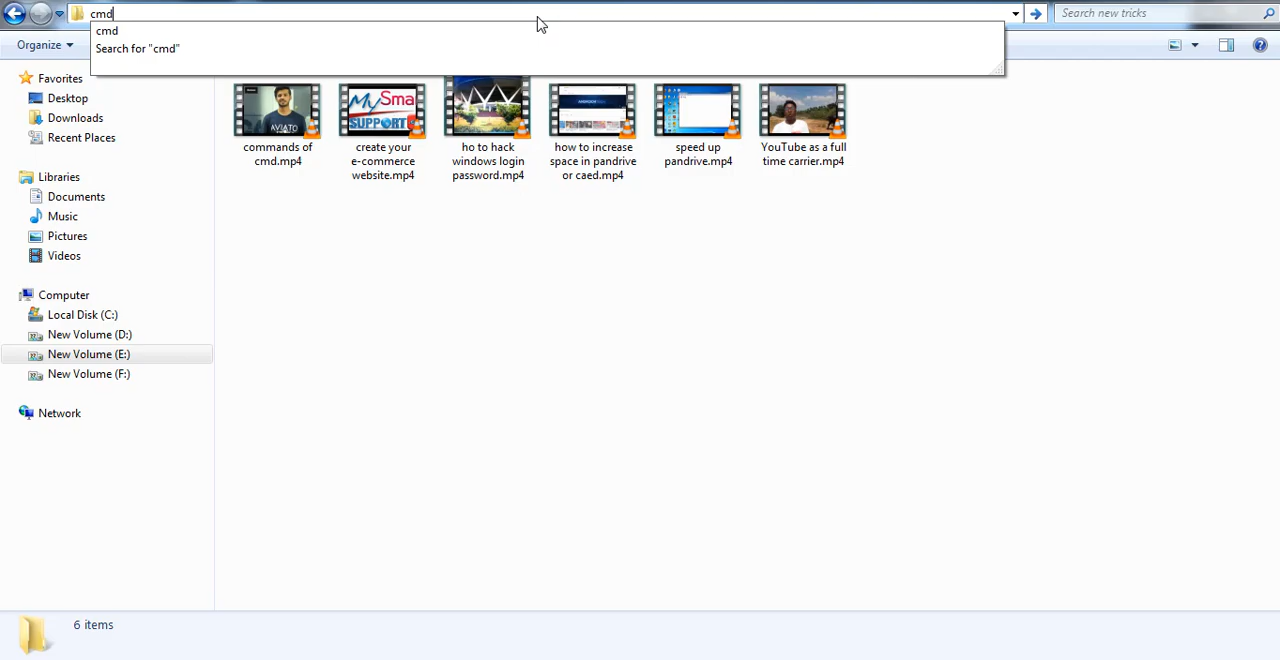 cmd
Search new tricks
cmd
Search for "cmd"
Organize
Favorites
Desktop
Downloads
Recent Places
Libraries
Documents
Music
Pictures
Videos
Computer
Local Disk (C:)
New Volume (D:)
New Volume (E:)
New Volume (F:)
Network
AVIATO
commands of
cmd.mp4
MySma
SUPPORT
create your
e-commerce
website.mp4
ho to hack
windows login
password.mp4
how to increase
space in pandrive
or caed.mp4
speed up
pandrive.mp4
YouTube as a full
time carrier.mp4
6 items